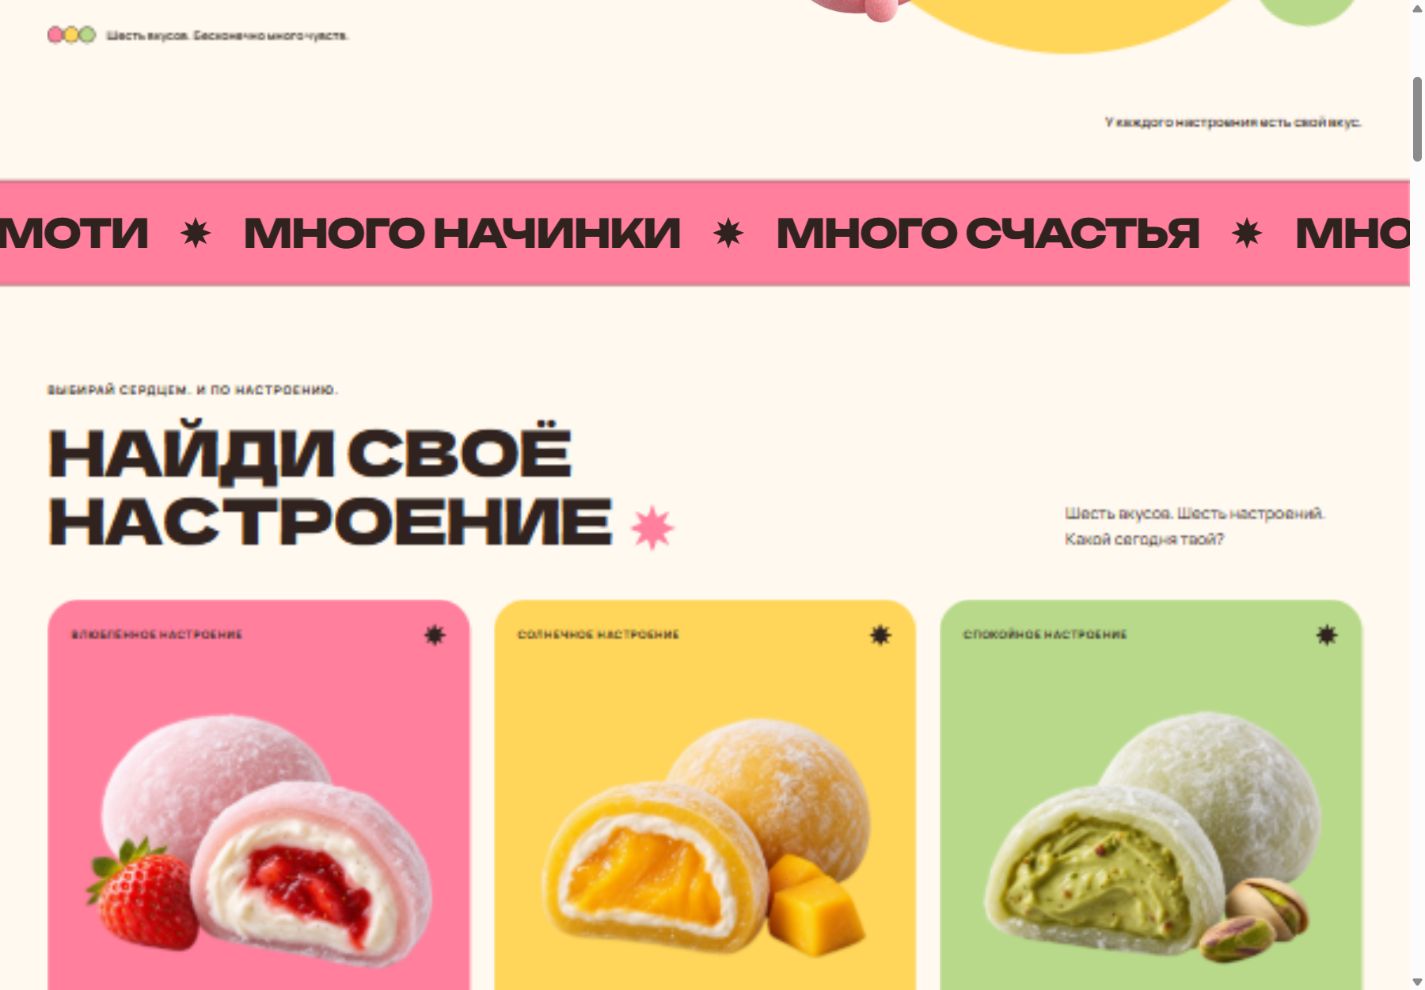 Шесть вкусов. Бесконечно много чувств.
У каждого настроения есть свой вкус.
МОТИ ✷ МНОГО НАЧИНКИ ✷ МНОГО СЧАСТЬЯ ✷ МНО
ВЫБИРАЙ СЕРДЦЕМ. И ПО НАСТРОЕНИЮ.
НАЙДИ СВОЁ
НАСТРОЕНИЕ
Шесть вкусов. Шесть настроений.
Какой сегодня твой?
ВЛЮБЛЁННОЕ НАСТРОЕНИЕ
СОЛНЕЧНОЕ НАСТРОЕНИЕ
СПОКОЙНОЕ НАСТРОЕНИЕ